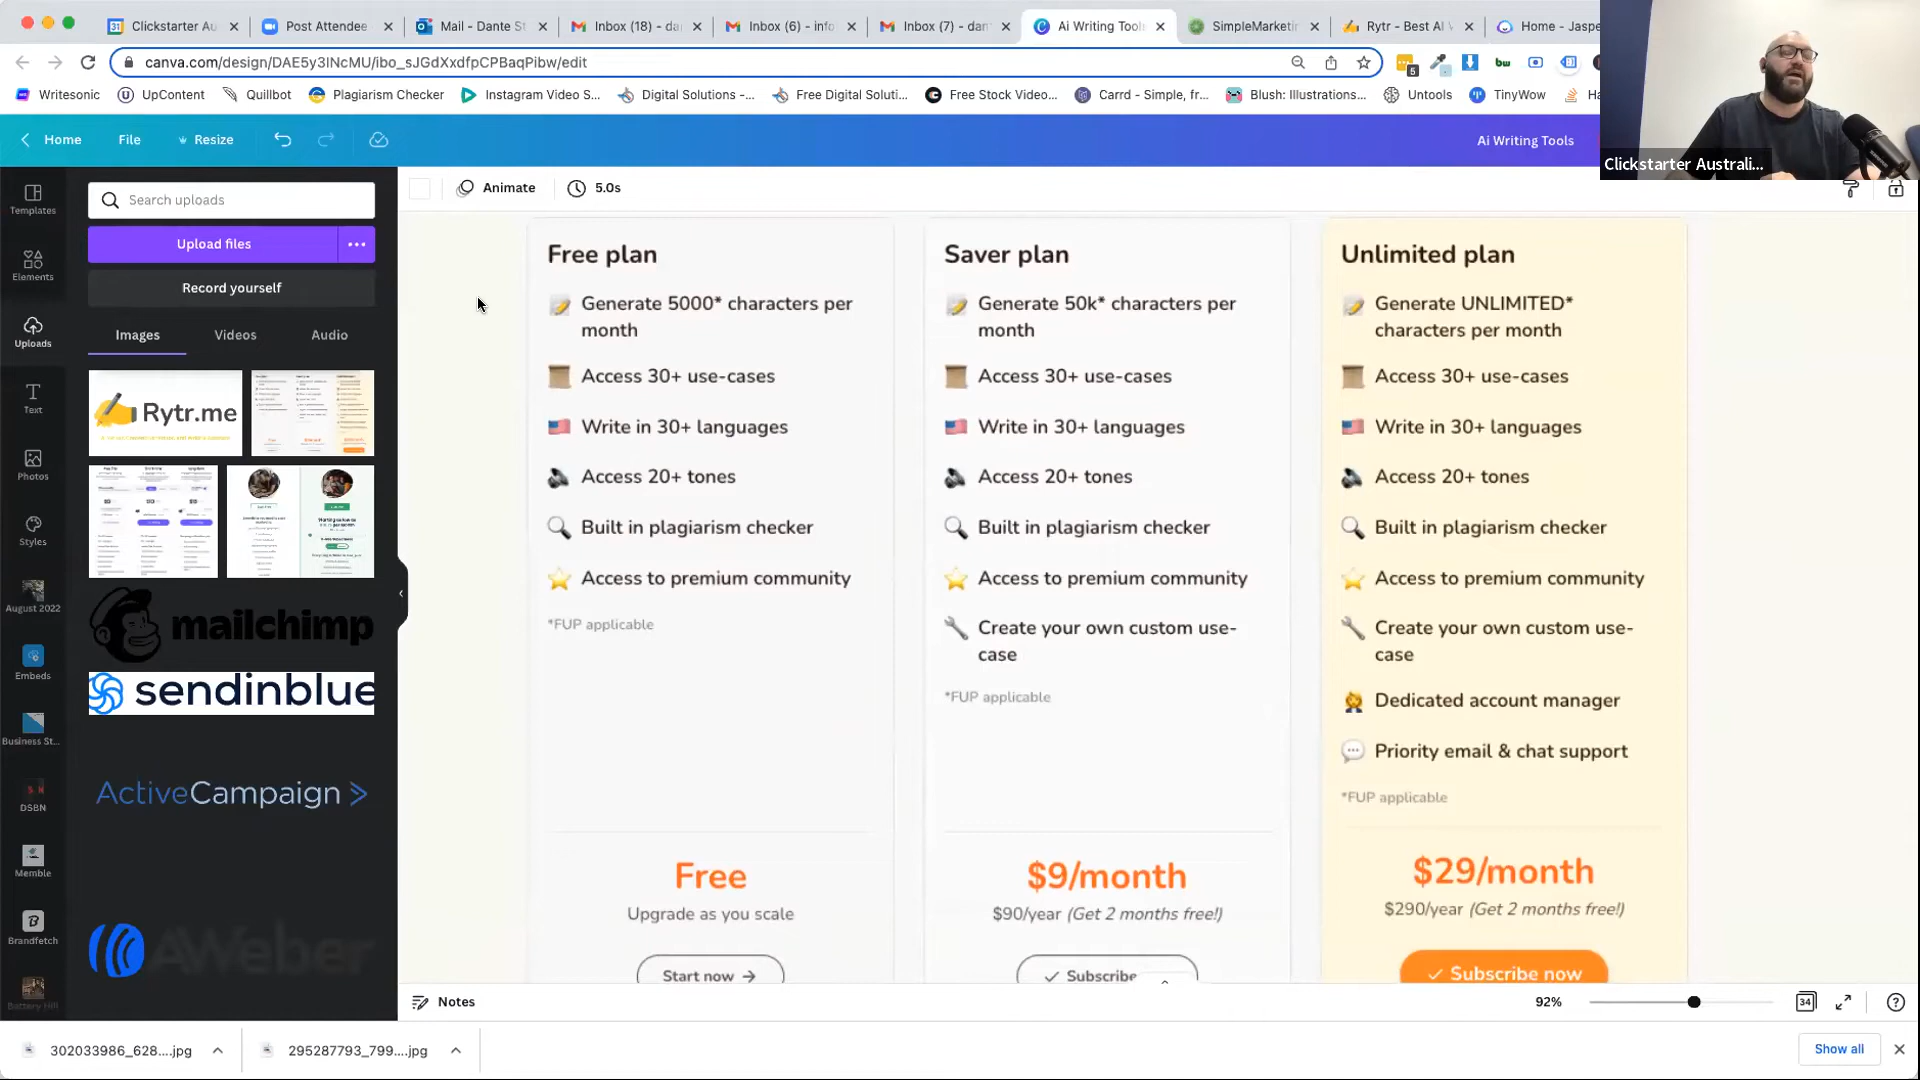 Clickstarter Au
Post Attendee
Mail - Dante S
Inbox (18) - da
Inbox (6) - info
Inbox (7) - dan
Ai Writing Tools
SimpleMarketin
Rytr - Best AI
Home - Jaspe
canva.com/design/DAE5y3lNcMU/ibo_sJGdXxdfpCPBaqPibw/edit
5
bw
Writesonic
UpContent
Quillbot
Plagiarism Checker
Instagram Video S...
Digital Solutions –...
Free Digital Soluti...
Free Stock Video...
Carrd - Simple, fr...
Blush: Illustrations...
Untools
TinyWow
Clickstarter Australi...
Home
File
Resize
Ai Writing Tools
Animate
5.0s
Templates
Elements
Uploads
Text
Photos
Styles
August 2022
Embeds
Business St...
DSBN
Memble
Brandfetch
Battery Hill
Search uploads
Upload files
Record yourself
Images
Videos
Audio
Rytr.me
mailchimp
sendinblue
ActiveCampaign
AWeber
Free plan
Generate 5000* characters per
month
Access 30+ use-cases
Write in 30+ languages
Access 20+ tones
Built in plagiarism checker
Access to premium community
*FUP applicable
Free
Upgrade as you scale
Start now →
Saver plan
Generate 50k* characters per
month
Access 30+ use-cases
Write in 30+ languages
Access 20+ tones
Built in plagiarism checker
Access to premium community
Create your own custom use-
case
*FUP applicable
$9/month
$90/year (Get 2 months free!)
✓ Subscribe
Unlimited plan
Generate UNLIMITED*
characters per month
Access 30+ use-cases
Write in 30+ languages
Access 20+ tones
Built in plagiarism checker
Access to premium community
Create your own custom use-
case
Dedicated account manager
Priority email & chat support
*FUP applicable
$29/month
$290/year (Get 2 months free!)
✓ Subscribe now
Notes
92%
34
302033986_628....jpg
295287793_799....jpg
Show all